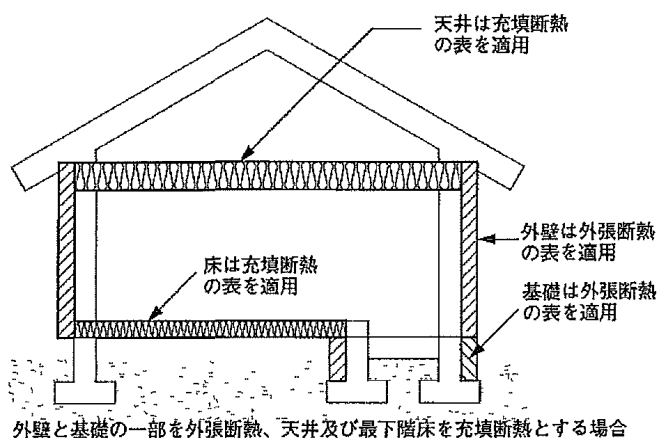 天井は充填断熱
の表を適用
外壁は外張断熱
の表を適用
床は充填断熱
の表を適用
基礎は外張断熱
の表を適用
外壁と基礎の一部を外張断熱、天井及び最下階床を充填断熱とする場合